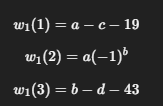 w₁(1) = a − c − 19
w₁(2) = a(−1)ᵇ
w₁(3) = b − d − 43